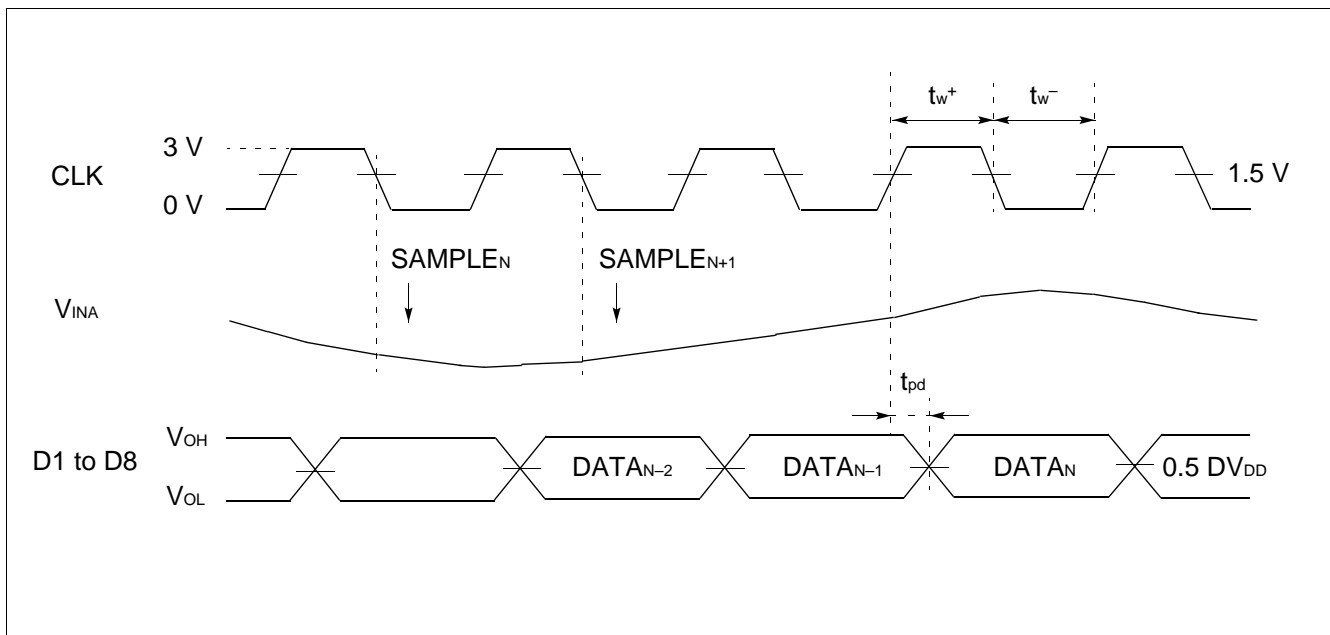 tw+ tw–
3 V
CLK
1.5 V
0 V
SAMPLEN SAMPLEN+1
VINA
tpd
VOH
D1 to D8 DATAN–2 DATAN–1 DATAN 0.5 DVDD
VOL